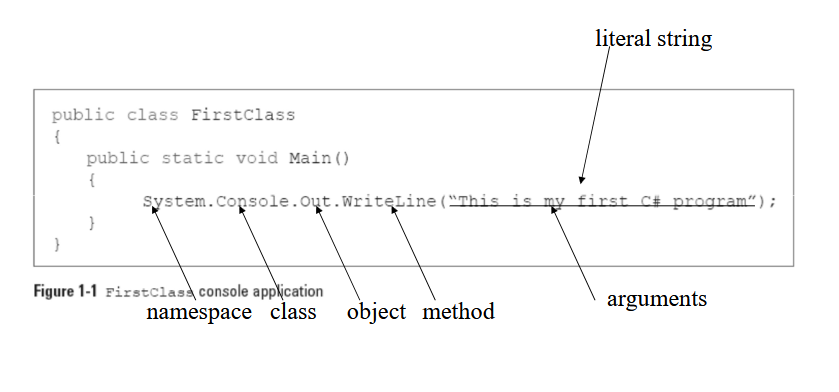 literal string
public class FirstClass
{
public static void Main()
{
System.Console.Out.WriteLine(“This is my first C# program”);
}
}
Figure 1-1 FirstClass console application
namespace class object method arguments